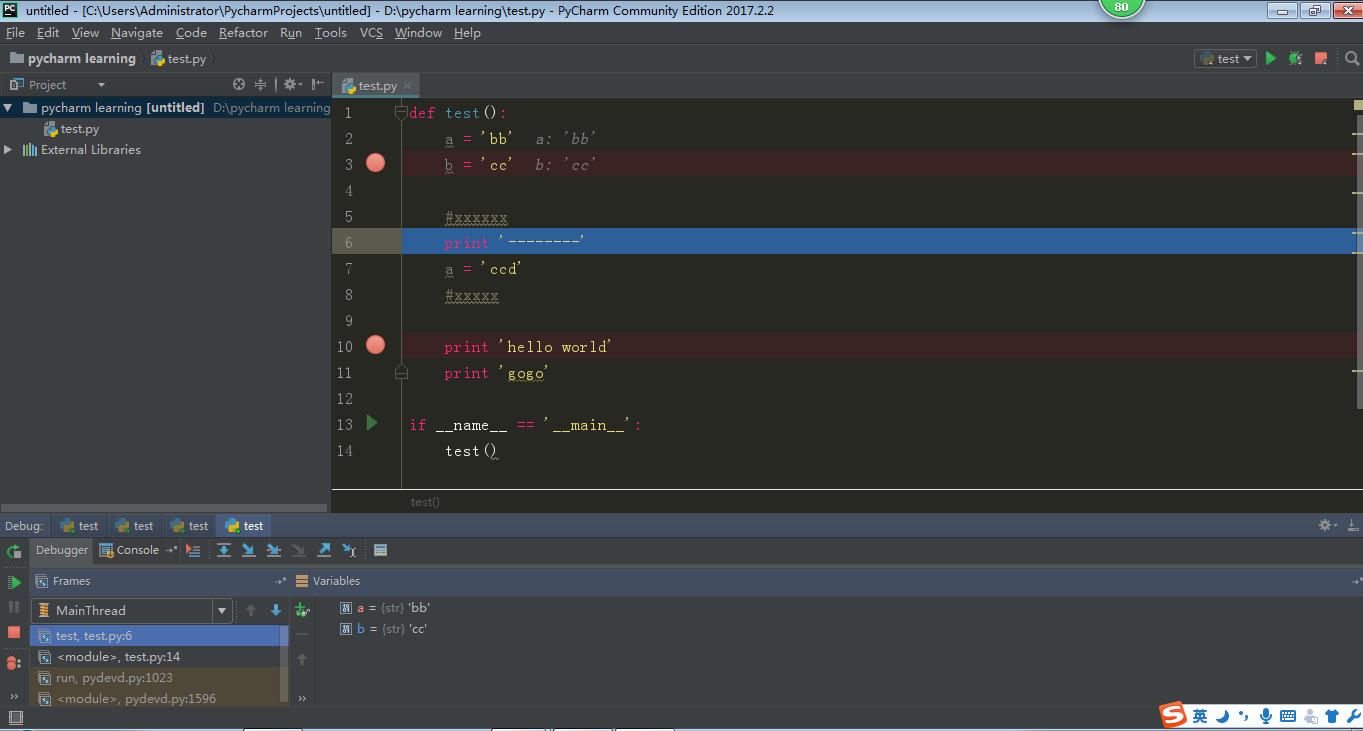 untitled - [C:\Users\Administrator\PycharmProjects\untitled] - D:\pycharm learning\test.py - PyCharm Community Edition 2017.2.2
80
File Edit View Navigate Code Refactor Run Tools VCS Window Help
pycharm learning test.py
test
Project
test.py
pycharm learning [untitled] D:\pycharm learning
test.py
External Libraries
1 def test():
2 a = 'bb' a: 'bb'
3 b = 'cc' b: 'cc'
4
5 #xxxxxx
6 print '--------'
7 a = 'ccd'
8 #xxxxx
9
10 print 'hello world'
11 print 'gogo'
12
13 if __name__ == '__main__':
14 test()
test()
Debug: test test test test
Debugger Console
Frames
Variables
MainThread
a = {str} 'bb'
b = {str} 'cc'
test, test.py:6
<module>, test.py:14
run, pydevd.py:1023
<module>, pydevd.py:1596
S 英